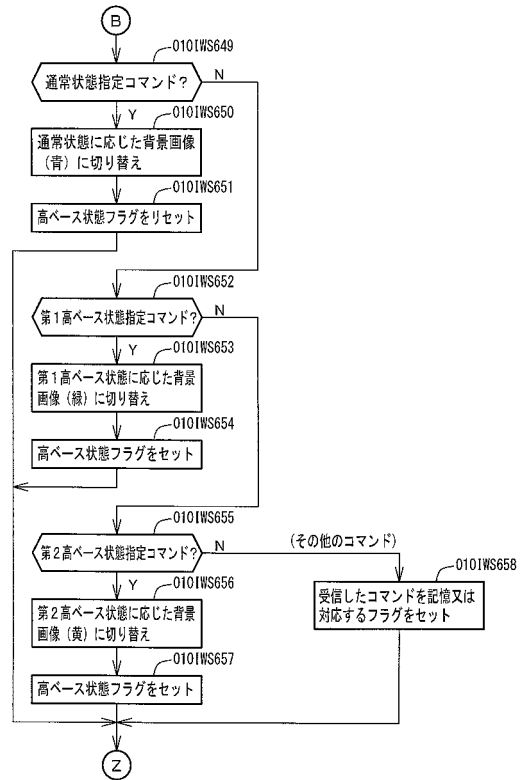 B
010IWS649
通常状態指定コマンド?
N
Y
010IWS650
通常状態に応じた背景画像
(青)に切り替え
010IWS651
高ベース状態フラグをリセット
010IWS652
第1高ベース状態指定コマンド?
N
Y
010IWS653
第1高ベース状態に応じた背景
画像(緑)に切り替え
010IWS654
高ベース状態フラグをセット
010IWS655
第2高ベース状態指定コマンド?
N
(その他のコマンド)
Y
010IWS656
第2高ベース状態に応じた背景
画像(黄)に切り替え
010IWS658
受信したコマンドを記憶又は
対応するフラグをセット
010IWS657
高ベース状態フラグをセット
Z